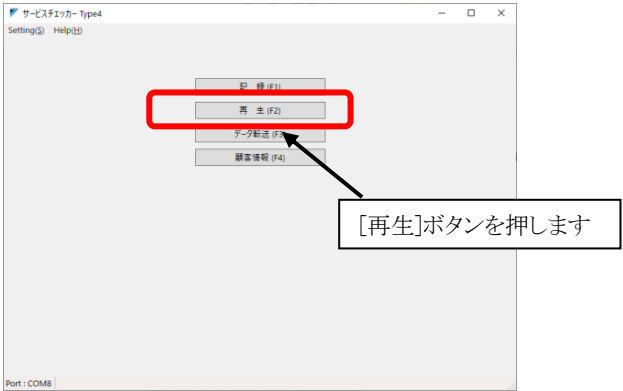 サービスチェッカー Type4
Setting(S) Help(H)
記 録 (F1)
再 生 (F2)
データ転送 (F3)
顧客情報 (F4)
[再生]ボタンを押します
Port : COM8